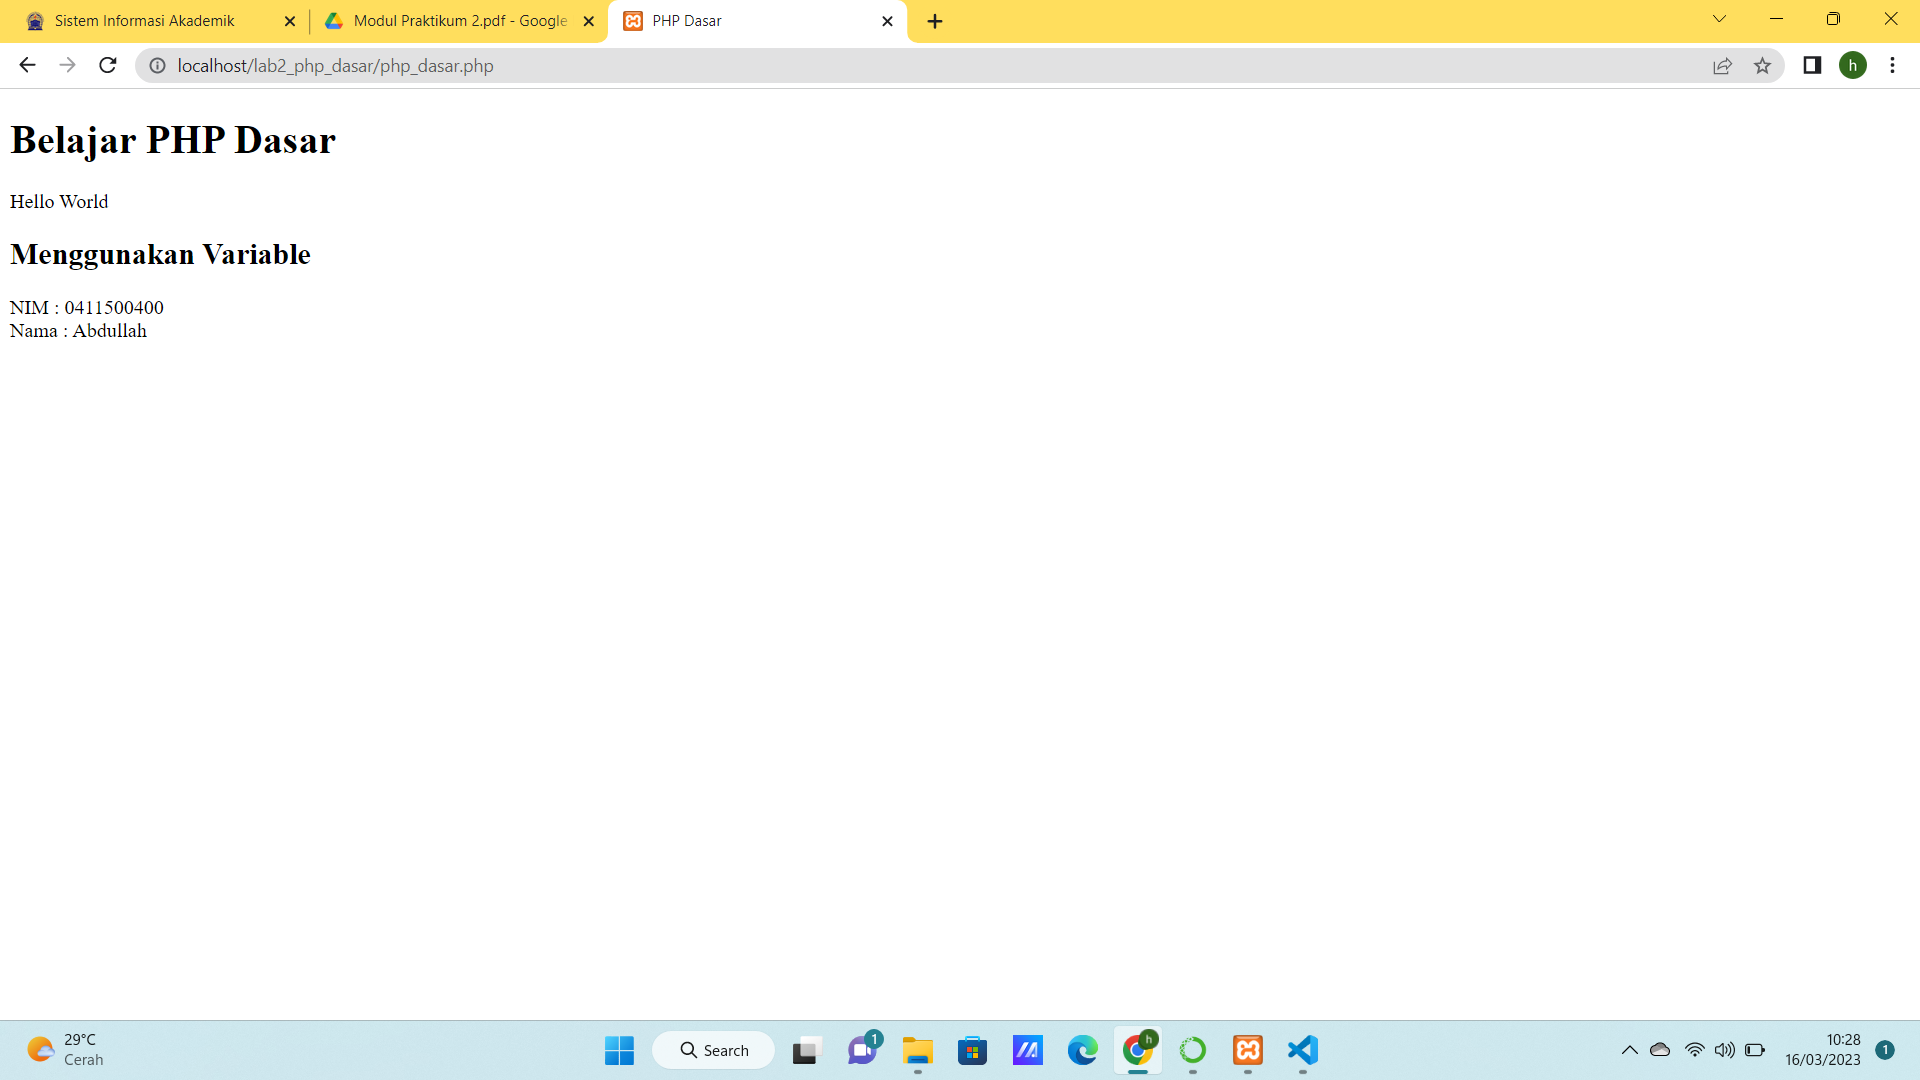 Sistem Informasi Akademik
Modul Praktikum 2.pdf - Google
PHP Dasar
localhost/lab2_php_dasar/php_dasar.php
h
Belajar PHP Dasar
Hello World
Menggunakan Variable
NIM : 0411500400
Nama : Abdullah
29°C
Cerah
Search
1
h
10:28
16/03/2023
1